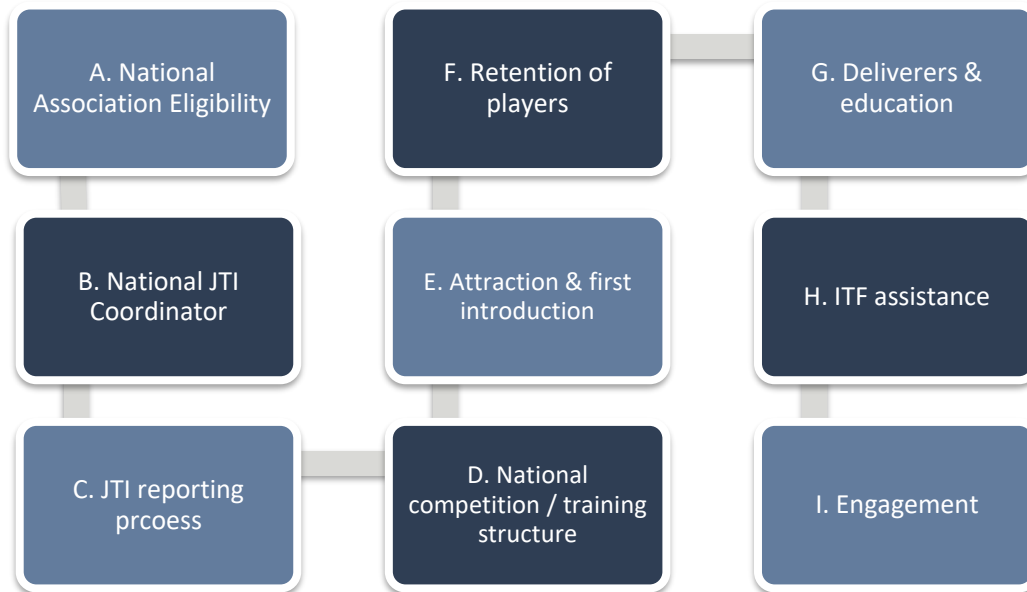 A. National
Association Eligibility
B. National JTI
Coordinator
C. JTI reporting
prcoess
D. National
competition / training
structure
E. Attraction & first
introduction
F. Retention of
players
G. Deliverers &
education
H. ITF assistance
I. Engagement